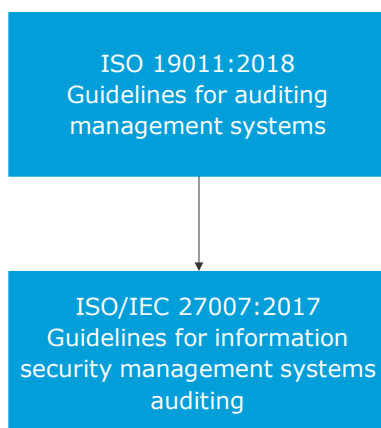 ISO 19011:2018
Guidelines for auditing
management systems
ISO/IEC 27007:2017
Guidelines for information
security management systems
auditing